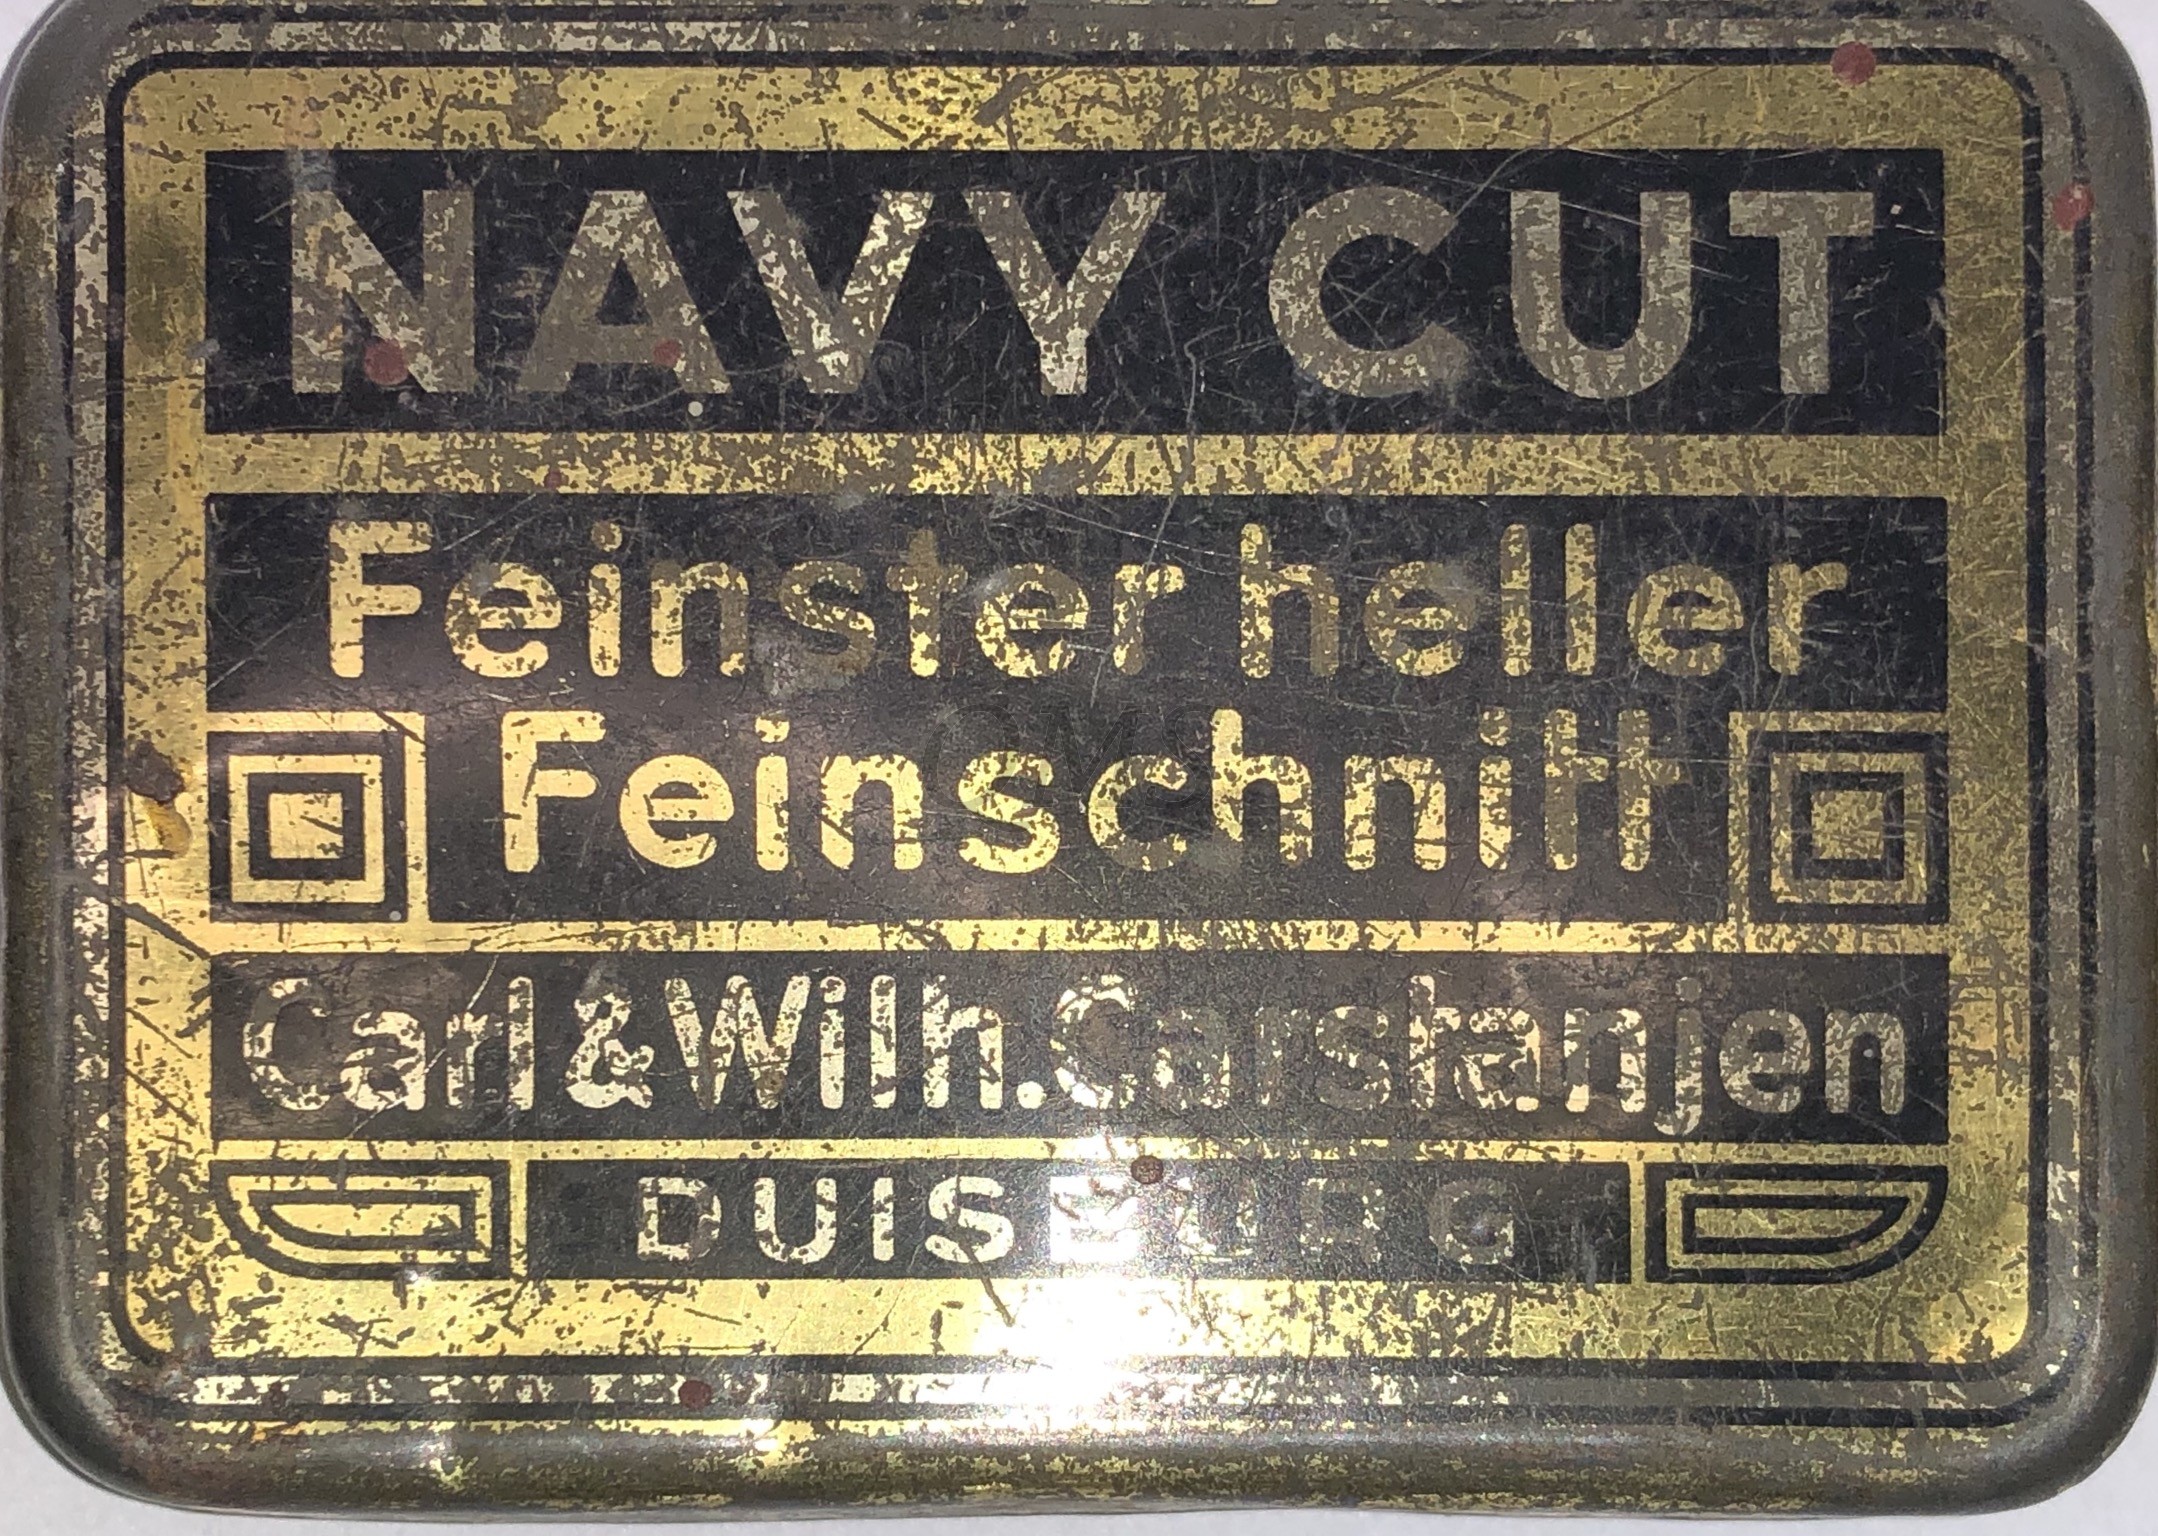 NAVY CUT
Feinster heller
Feinschnitt
Carl & Wilh. Carstanjen
DUISBURG